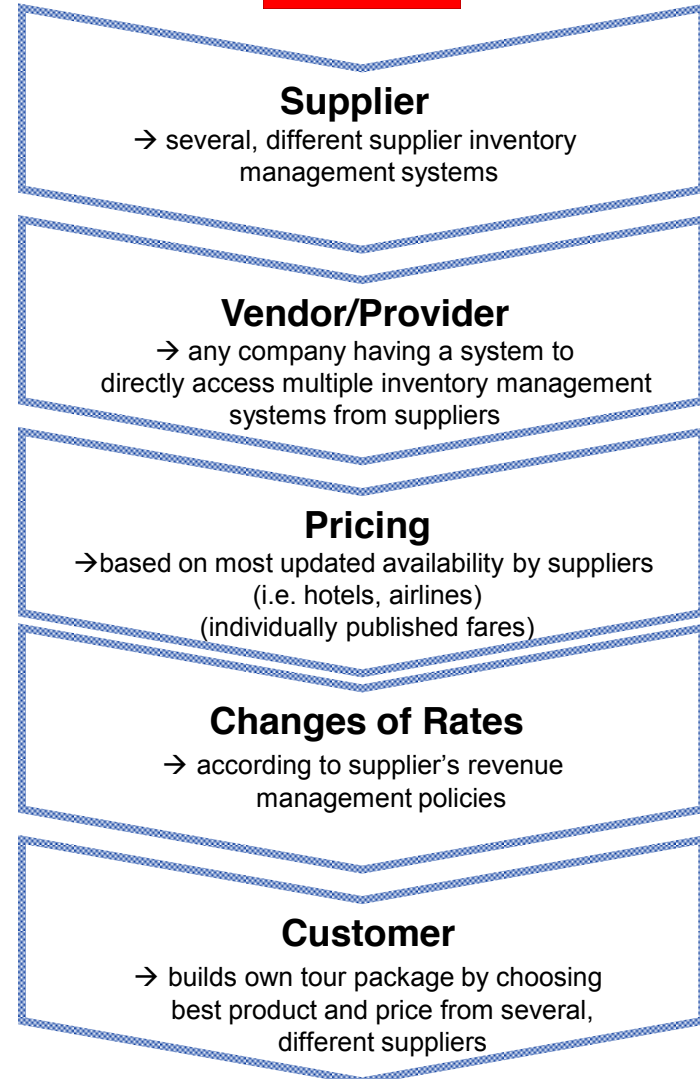 Supplier
→ several, different supplier inventory
management systems
Vendor/Provider
→ any company having a system to
directly access multiple inventory management
systems from suppliers
Pricing
→based on most updated availability by suppliers
(i.e. hotels, airlines)
(individually published fares)
Changes of Rates
→ according to supplier's revenue
management policies
Customer
→ builds own tour package by choosing
best product and price from several,
different suppliers